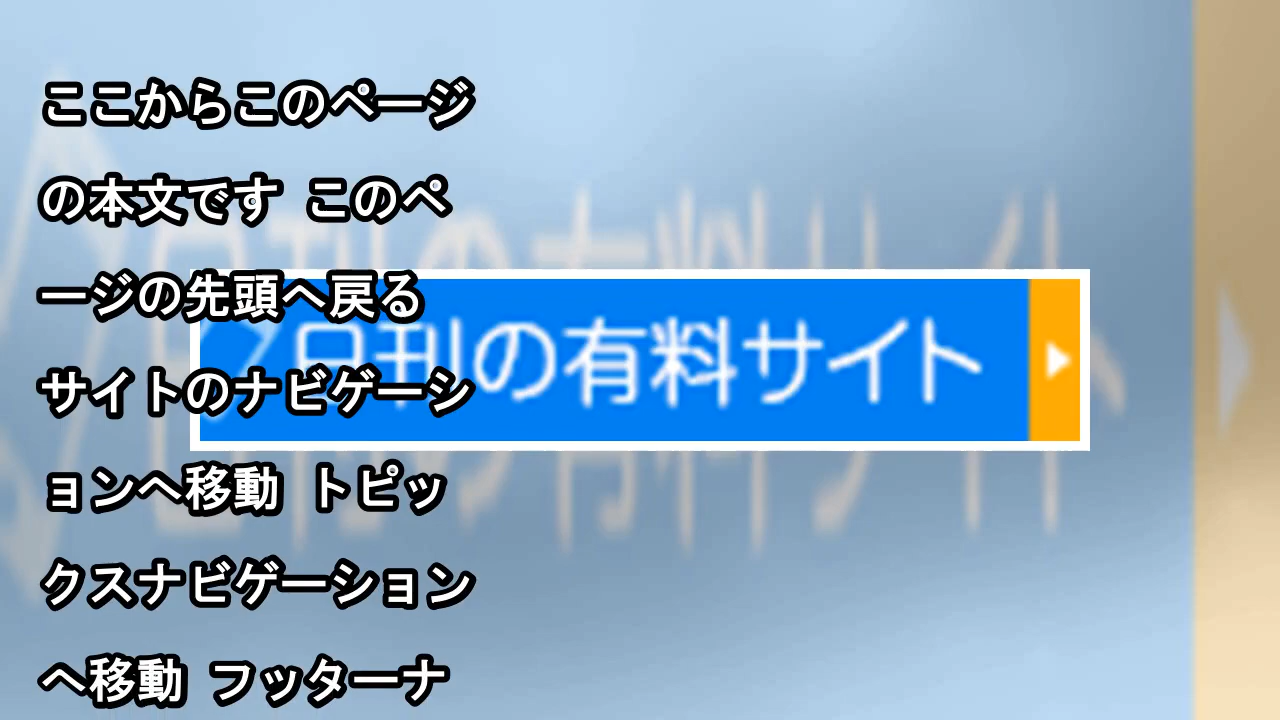 ここからこのページ
の本文です このペ
ージの先頭へ戻る
サイトのナビゲーシ
ョンへ移動 トピッ
クスナビゲーション
へ移動 フッターナ
夕日刊の有料サイト